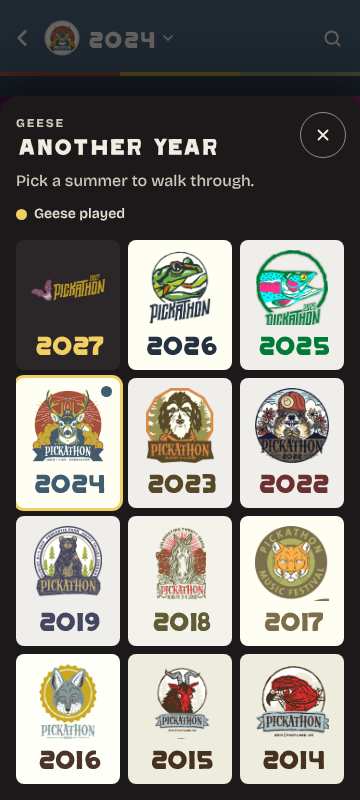 2024
GEESE
ANOTHER YEAR
Pick a summer to walk through.
Geese played
2027
PICKATHON
2027
PICKATHON
2026
PICKATHON
2025
PICKATHON
2024
PICKATHON
2023
PICKATHON
2022
PICKATHON
2019
PICKATHON
2018
PICKATHON
MUSIC FESTIVAL
2017
PICKATHON
2016
PICKATHON
2015
PICKATHON
2014